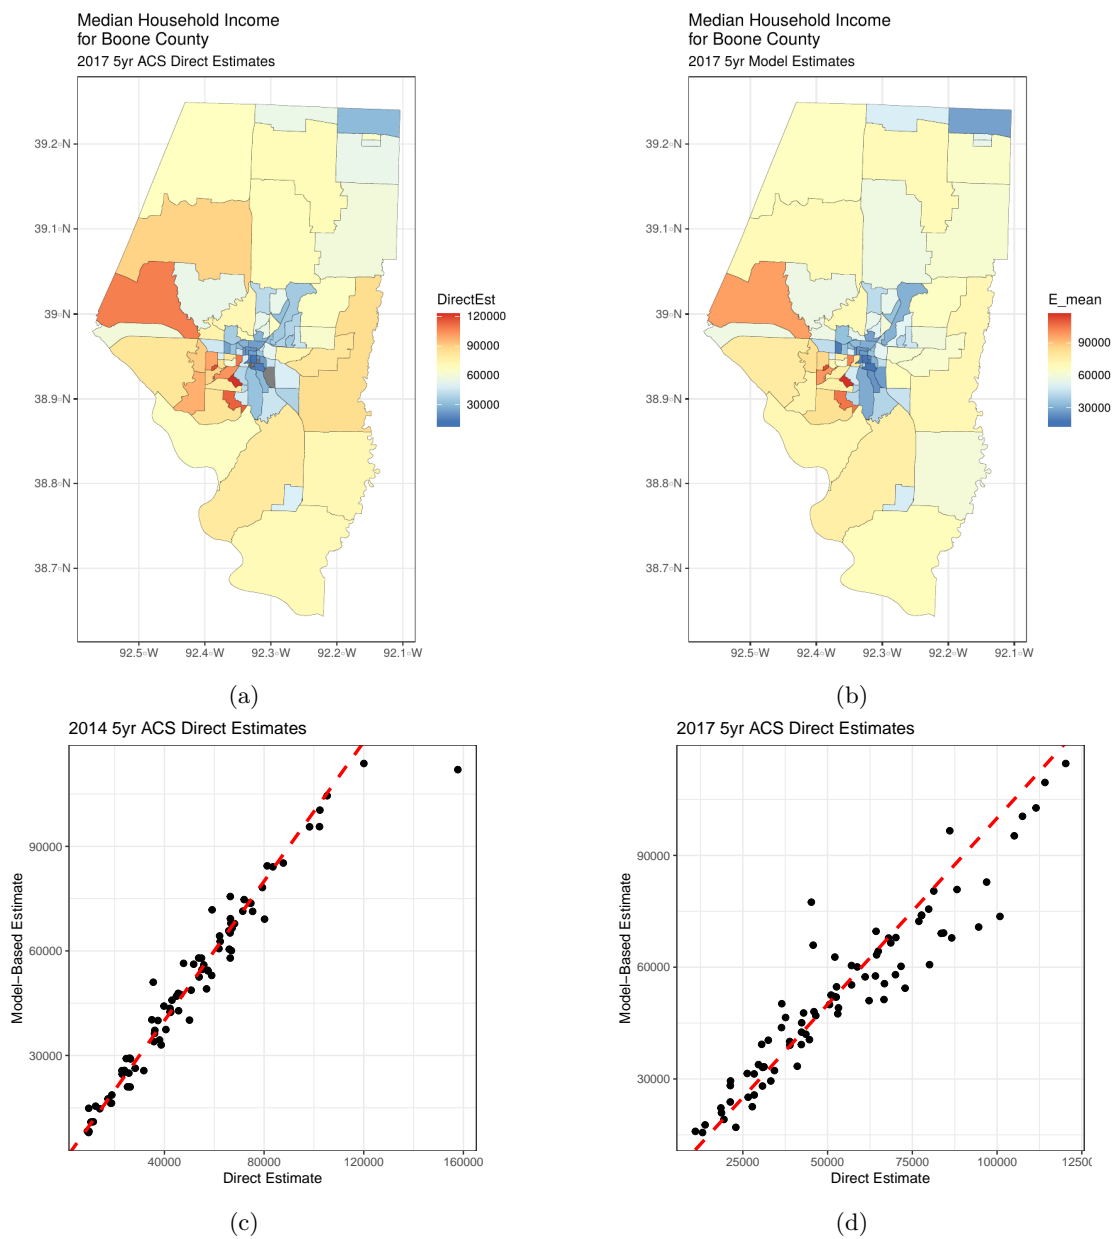 Median Household Income
for Boone County
2017 5yr ACS Direct Estimates
39.2°N
39.1°N
39°N
38.9°N
38.8°N
38.7°N
92.5°W 92.4°W 92.3°W 92.2°W 92.1°W
DirectEst
120000
90000
60000
30000
(a)
Median Household Income
for Boone County
2017 5yr Model Estimates
39.2°N
39.1°N
39°N
38.9°N
38.8°N
38.7°N
92.5°W 92.4°W 92.3°W 92.2°W 92.1°W
E_mean
90000
60000
30000
(b)
2014 5yr ACS Direct Estimates
Model-Based Estimate
90000
60000
30000
40000 80000 120000 160000
Direct Estimate
(c)
2017 5yr ACS Direct Estimates
Model-Based Estimate
90000
60000
30000
25000 50000 75000 100000 12500
Direct Estimate
(d)